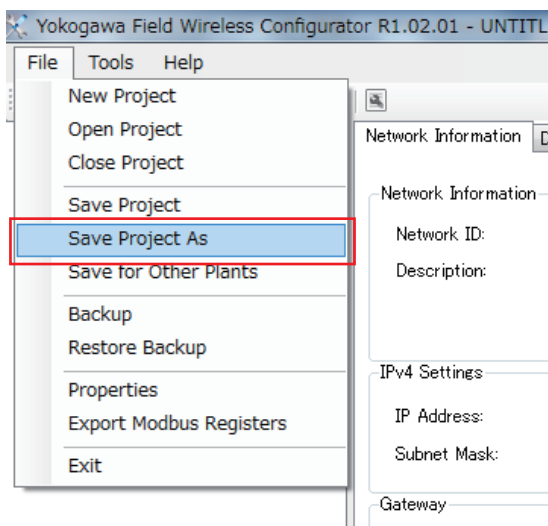 Yokogawa Field Wireless Configurator R1.02.01 - UNTITL
File Tools Help
New Project
Open Project
Close Project
Save Project
Save Project As
Save for Other Plants
Backup
Restore Backup
Properties
Export Modbus Registers
Exit
Network Information D
Network Information
Network ID:
Description:
IPv4 Settings
IP Address:
Subnet Mask:
Gateway